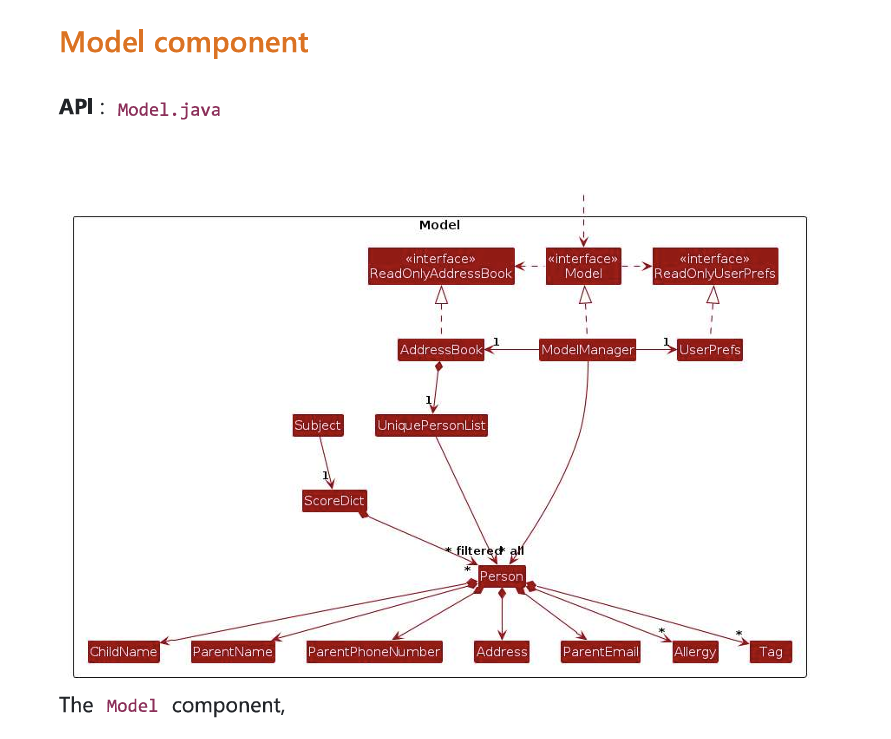 Model component
API : Model.java
Model
«interface»
ReadOnlyAddressBook
«interface»
Model
«interface»
ReadOnlyUserPrefs
AddressBook
1
ModelManager
1
UserPrefs
1
Subject
UniquePersonList
1
ScoreDict
* filtered
* all
*
Person
*
*
ChildName
ParentName
ParentPhoneNumber
Address
ParentEmail
Allergy
Tag
The Model component,